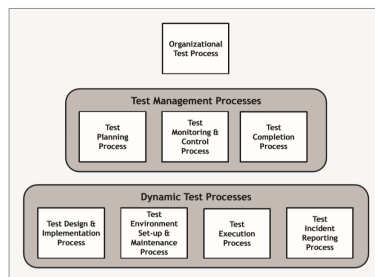 Organizational
Test Process
Test Management Processes
Test
Planning
Process
Test
Monitoring &
Control
Process
Test
Completion
Process
Dynamic Test Processes
Test Design &
Implementation
Process
Test
Environment
Set-up &
Maintenance
Process
Test
Execution
Process
Test
Incident
Reporting
Process